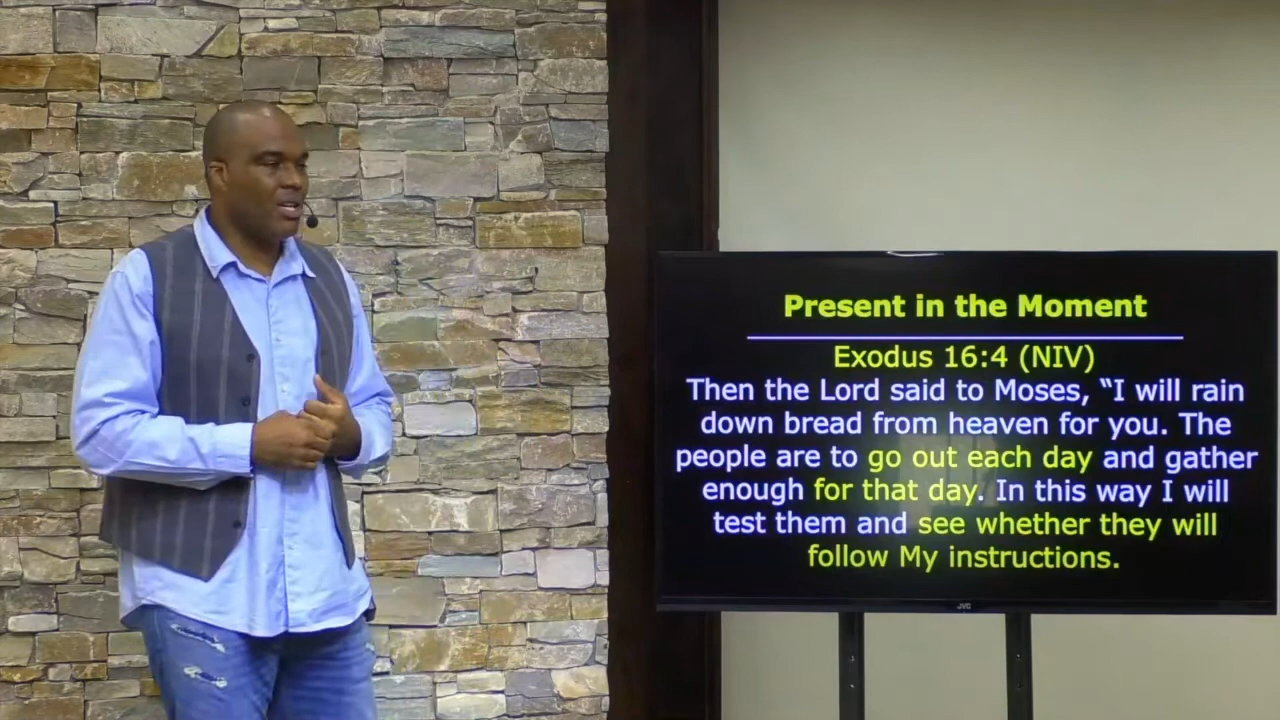 Present in the Moment
Exodus 16:4 (NIV)
Then the Lord said to Moses, “I will rain
down bread from heaven for you. The
people are to go out each day and gather
enough for that day. In this way I will
test them and see whether they will
follow My instructions.
JVC